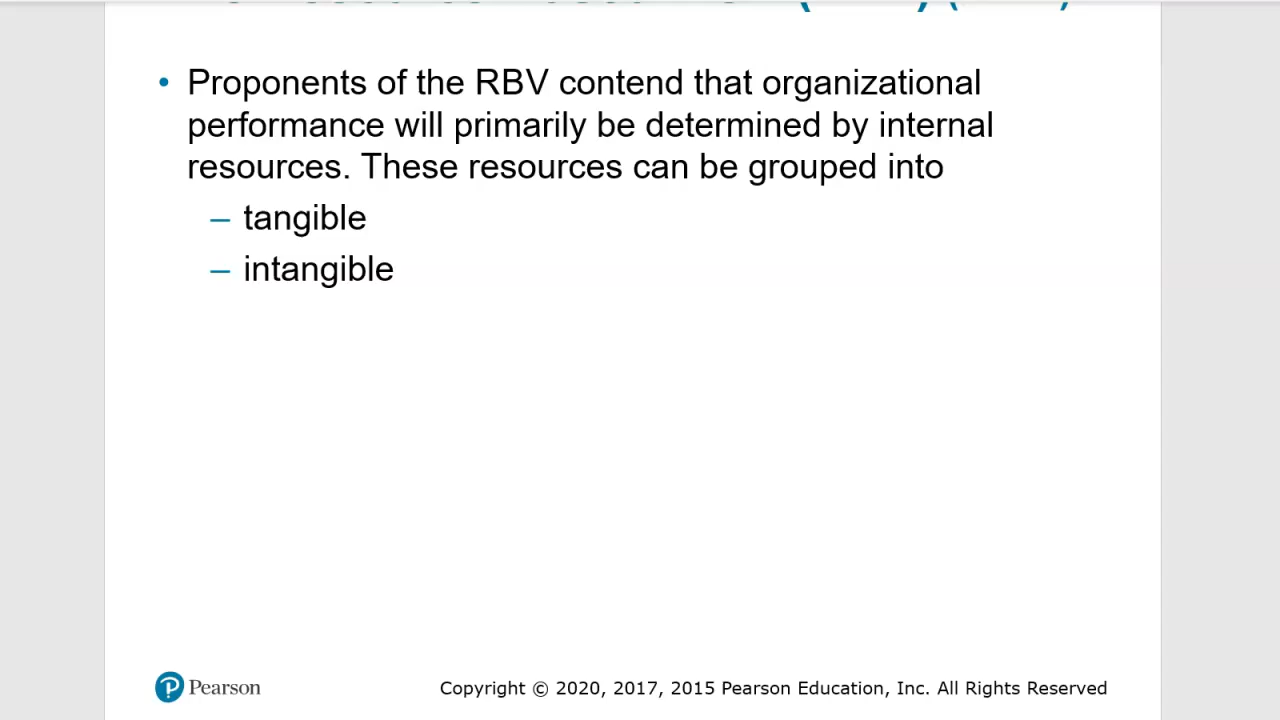 • Proponents of the RBV contend that organizational
performance will primarily be determined by internal
resources. These resources can be grouped into
– tangible
– intangible
Pearson
Copyright © 2020, 2017, 2015 Pearson Education, Inc. All Rights Reserved